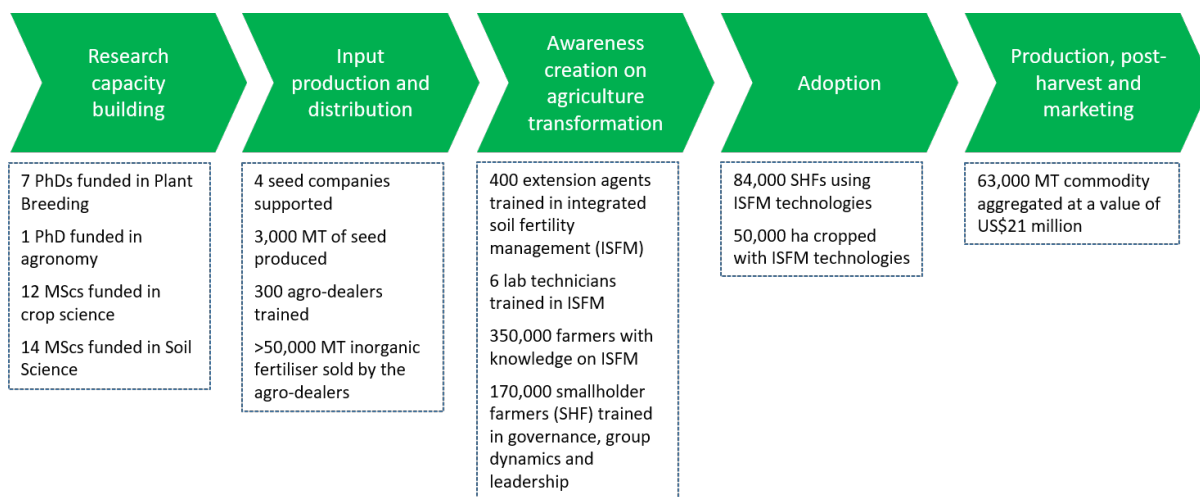 Research
capacity
building
7 PhDs funded in Plant
Breeding
1 PhD funded in
agronomy
12 MScs funded in
crop science
14 MScs funded in Soil
Science
Input
production and
distribution
4 seed companies
supported
3,000 MT of seed
produced
300 agro-dealers
trained
>50,000 MT inorganic
fertiliser sold by the
agro-dealers
Awareness
creation on
agriculture
transformation
400 extension agents
trained in integrated
soil fertility
management (ISFM)
6 lab technicians
trained in ISFM
350,000 farmers with
knowledge on ISFM
170,000 smallholder
farmers (SHF) trained
in governance, group
dynamics and
leadership
Adoption
84,000 SHFs using
ISFM technologies
50,000 ha cropped
with ISFM technologies
Production, post-
harvest and
marketing
63,000 MT commodity
aggregated at a value of
US$21 million